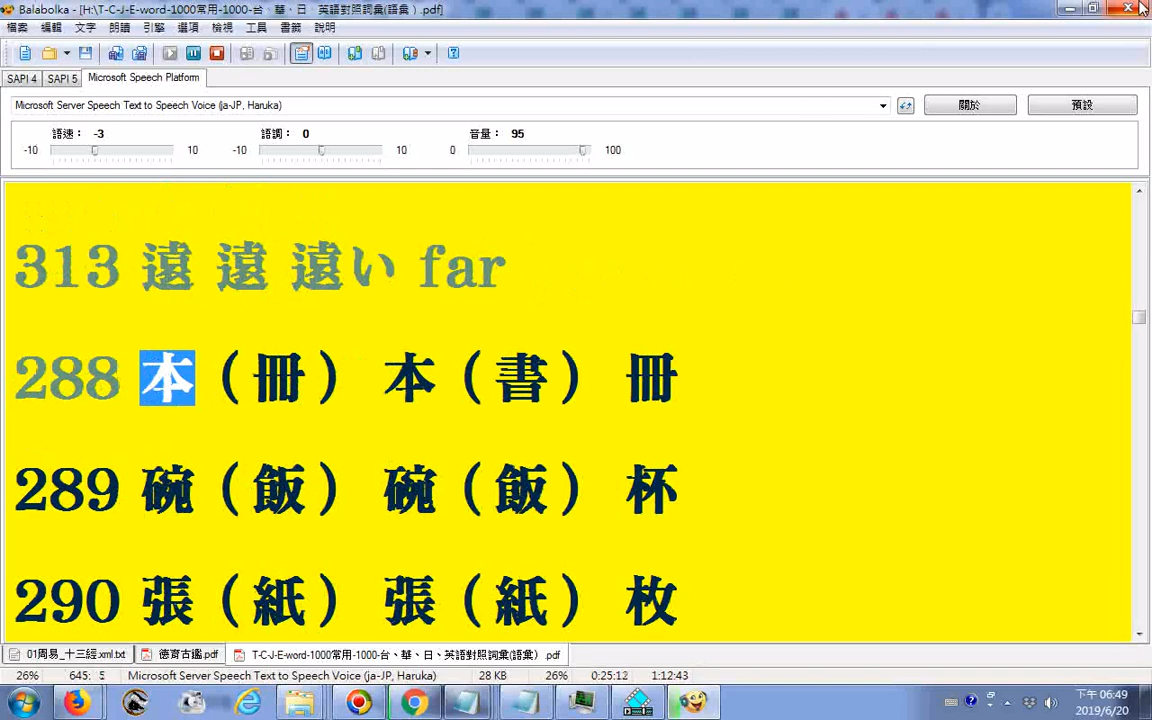 Balabolka - [H:\T-C-J-E-word-1000常用-1000-台、華、日、英語對照詞彙(語彙 ).pdf]
檔案 編輯 文字 朗讀 引擎 選項 檢視 工具 書籤 說明
SAPI 4 SAPI 5 Microsoft Speech Platform
Microsoft Server Speech Text to Speech Voice (ja-JP, Haruka) 關於 預設
語速： -3 語調： 0 音量： 95
-10 10 -10 10 0 100
313 遠 遠 遠い far
288 本（冊） 本（書） 冊
289 碗（飯） 碗（飯） 杯
290 張（紙） 張（紙） 枚
01周易_十三經.xml.txt 德育古鑑.pdf T-C-J-E-word-1000常用-1000-台、華、日、英語對照詞彙(語彙 ).pdf
26% 645: 5 Microsoft Server Speech Text to Speech Voice (ja-JP, Haruka) 28 KB 26% 0:25:12 1:12:43
下午 06:49
2019/6/20